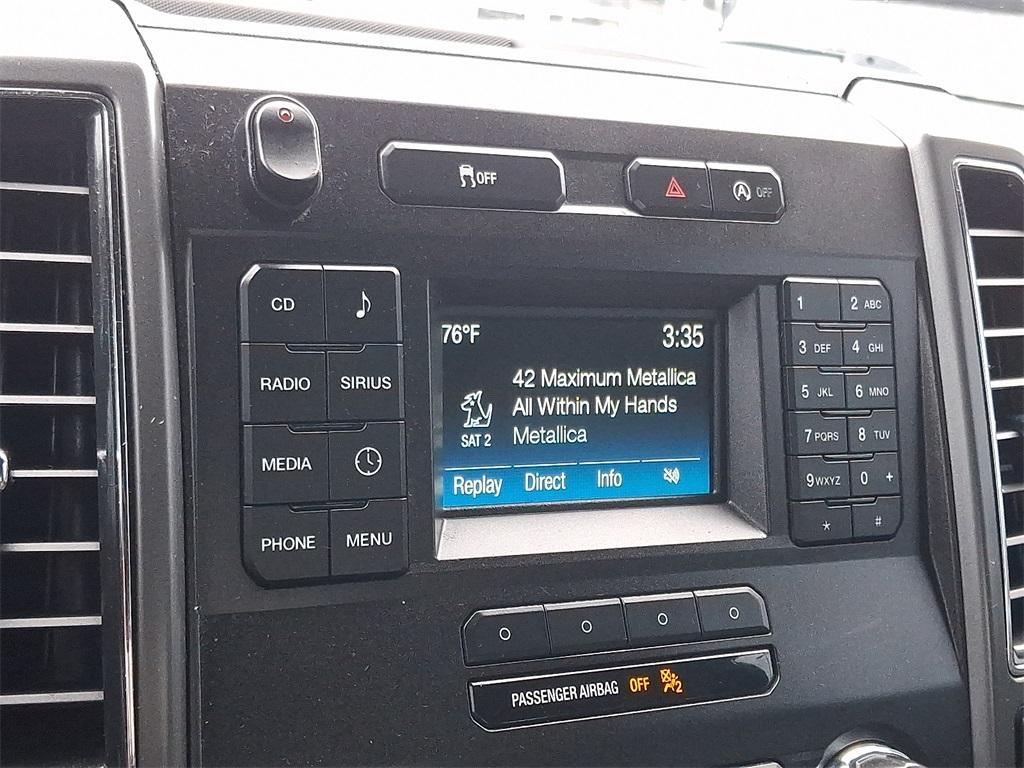 OFF
A OFF
CD
RADIO SIRIUS
MEDIA
PHONE MENU
76°F 3:35
42 Maximum Metallica
All Within My Hands
SAT 2 Metallica
Replay Direct Info
1 2 ABC
3 DEF 4 GHI
5 JKL 6 MNO
7 PQRS 8 TUV
9 WXYZ 0 +
* #
PASSENGER AIRBAG OFF 2